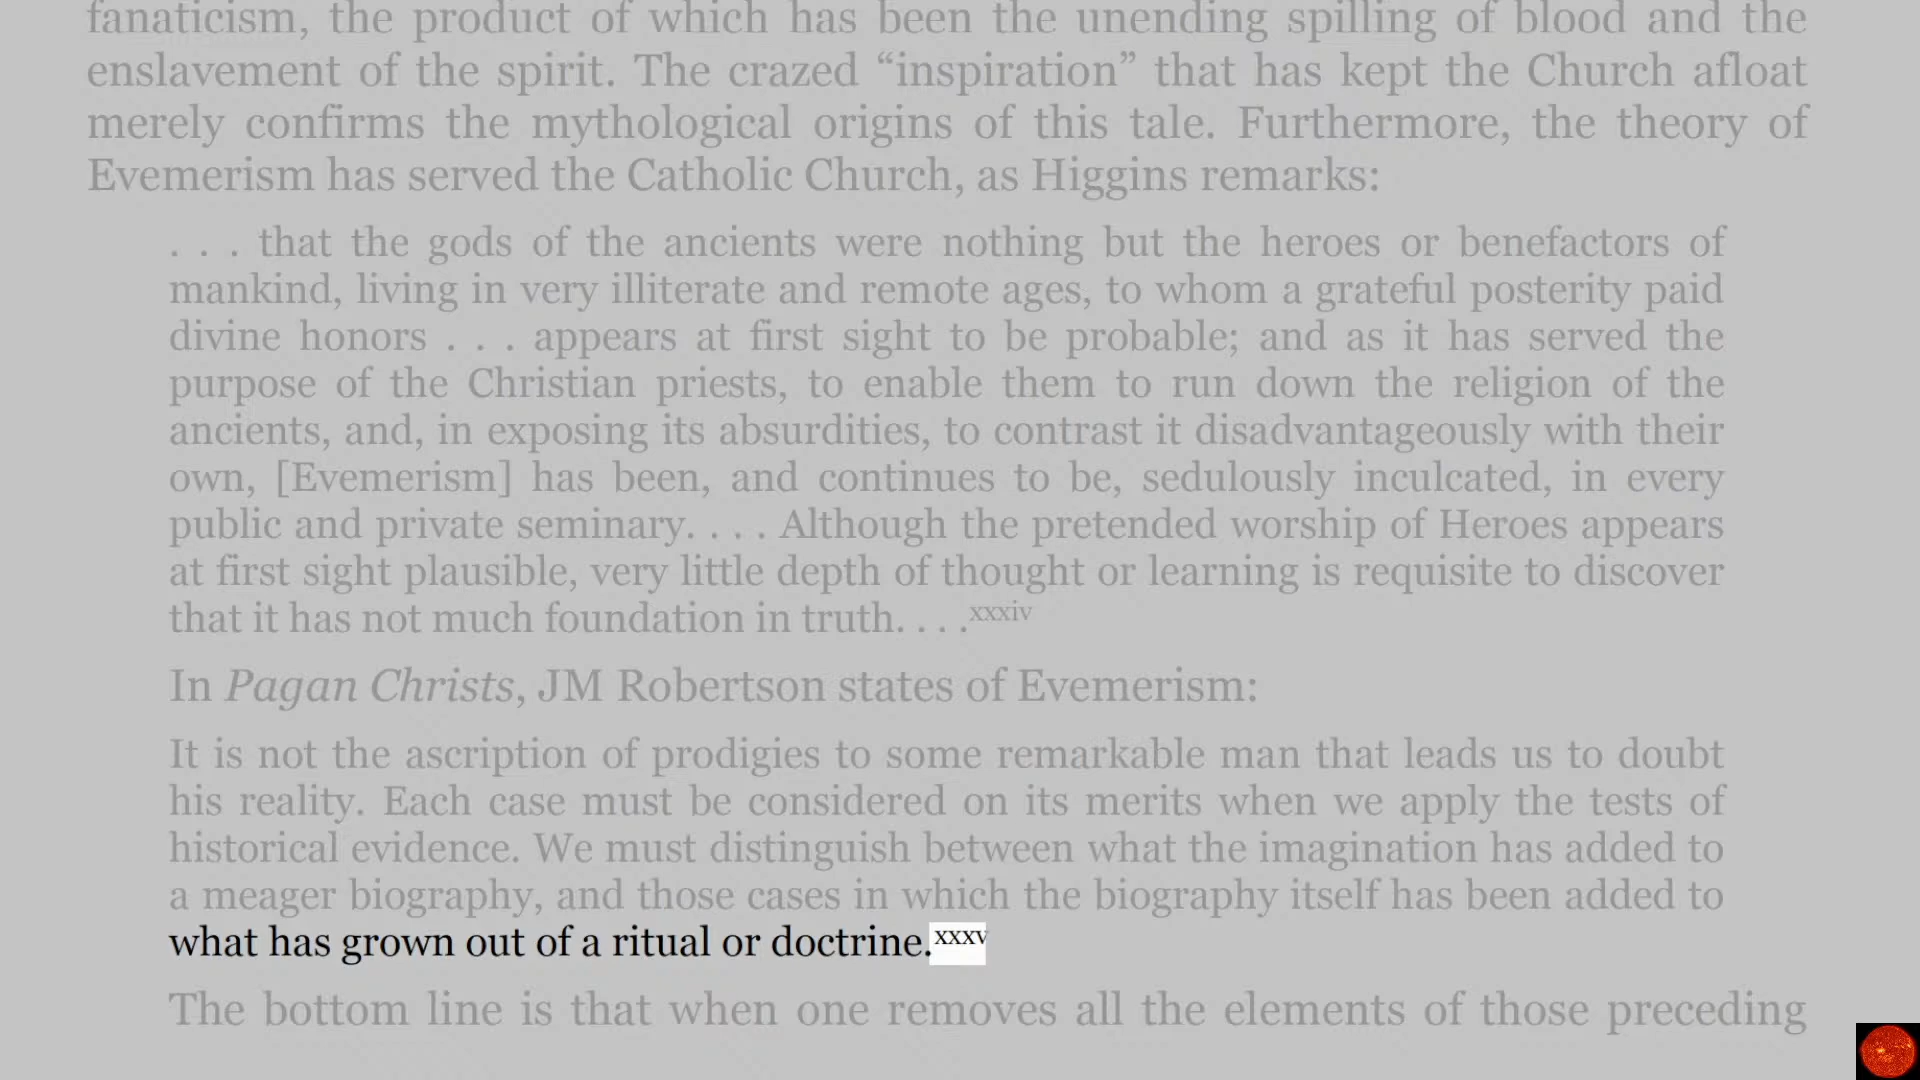 fanaticism, the product of which has been the unending spilling of blood and the
enslavement of the spirit. The crazed “inspiration” that has kept the Church afloat
merely confirms the mythological origins of this tale. Furthermore, the theory of
Evemerism has served the Catholic Church, as Higgins remarks:
. . . that the gods of the ancients were nothing but the heroes or benefactors of
mankind, living in very illiterate and remote ages, to whom a grateful posterity paid
divine honors . . . appears at first sight to be probable; and as it has served the
purpose of the Christian priests, to enable them to run down the religion of the
ancients, and, in exposing its absurdities, to contrast it disadvantageously with their
own, [Evemerism] has been, and continues to be, sedulously inculcated, in every
public and private seminary. . . . Although the pretended worship of Heroes appears
at first sight plausible, very little depth of thought or learning is requisite to discover
that it has not much foundation in truth. . . .xxxiv
In Pagan Christs, JM Robertson states of Evemerism:
It is not the ascription of prodigies to some remarkable man that leads us to doubt
his reality. Each case must be considered on its merits when we apply the tests of
historical evidence. We must distinguish between what the imagination has added to
a meager biography, and those cases in which the biography itself has been added to
what has grown out of a ritual or doctrine.xxxv
The bottom line is that when one removes all the elements of those preceding